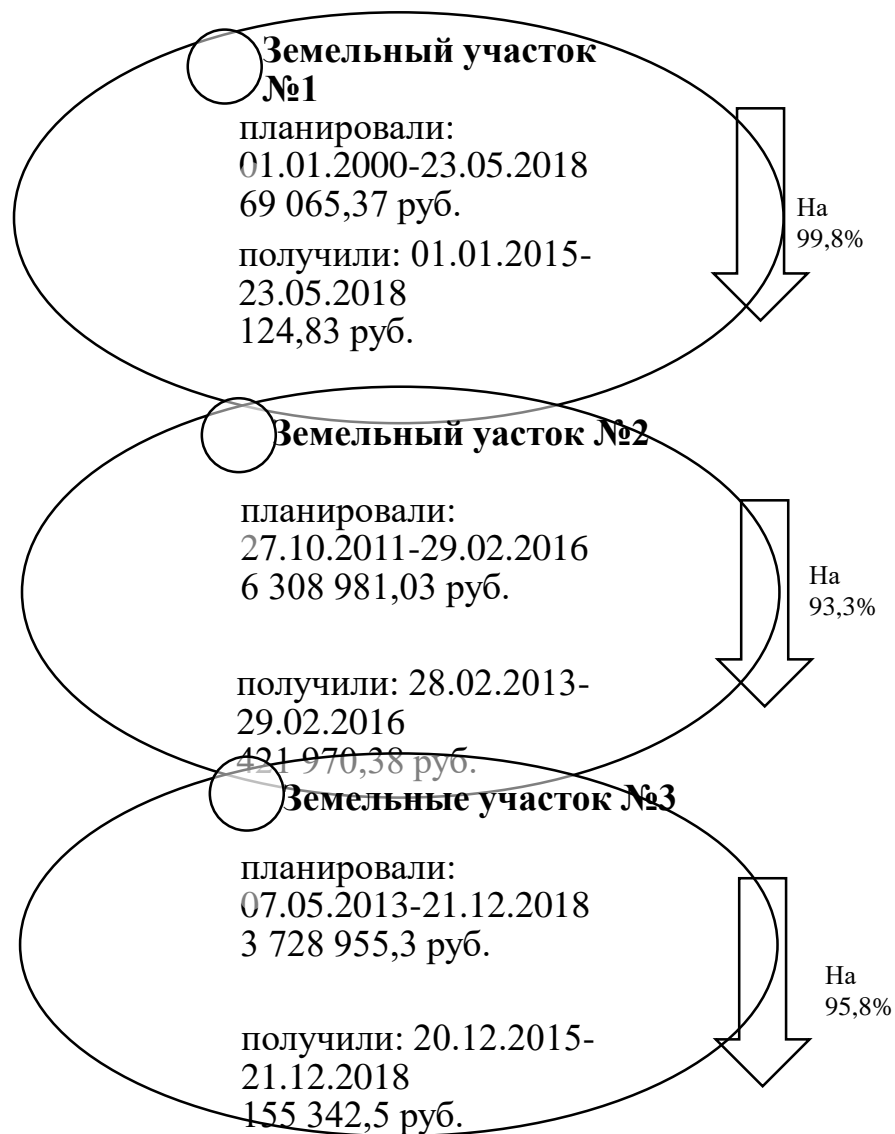 Земельный участок
№1
планировали:
01.01.2000-23.05.2018
69 065,37 руб.
получили: 01.01.2015-
23.05.2018
124,83 руб.
На
99,8%
Земельный уасток №2
планировали:
27.10.2011-29.02.2016
6 308 981,03 руб.
получили: 28.02.2013-
29.02.2016
421 970,38 руб.
На
93,3%
Земельные участок №3
планировали:
07.05.2013-21.12.2018
3 728 955,3 руб.
получили: 20.12.2015-
21.12.2018
155 342,5 руб.
На
95,8%